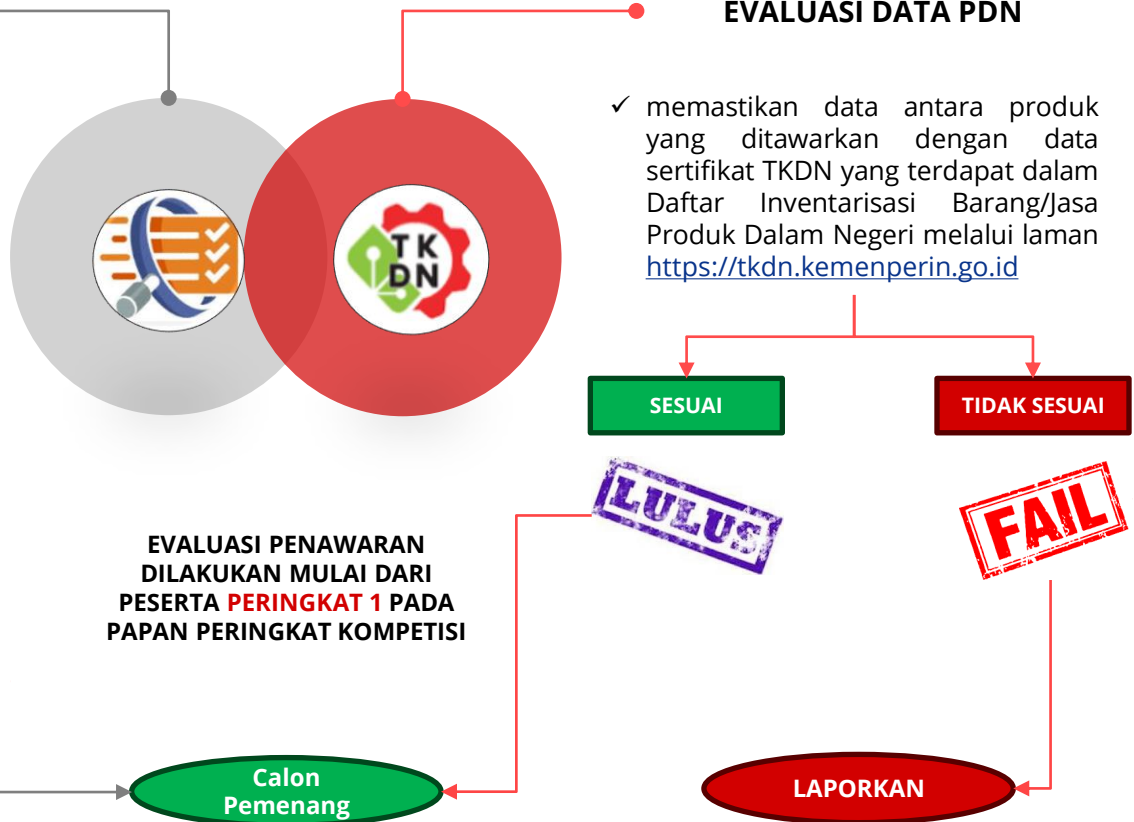 EVALUASI DATA PDN
✓ memastikan data antara produk
yang ditawarkan dengan data
sertifikat TKDN yang terdapat dalam
Daftar Inventarisasi Barang/Jasa
Produk Dalam Negeri melalui laman
https://tkdn.kemenperin.go.id
TK
DN
SESUAI
TIDAK SESUAI
LULUS
FAIL
EVALUASI PENAWARAN
DILAKUKAN MULAI DARI
PESERTA PERINGKAT 1 PADA
PAPAN PERINGKAT KOMPETISI
Calon
Pemenang
LAPORKAN